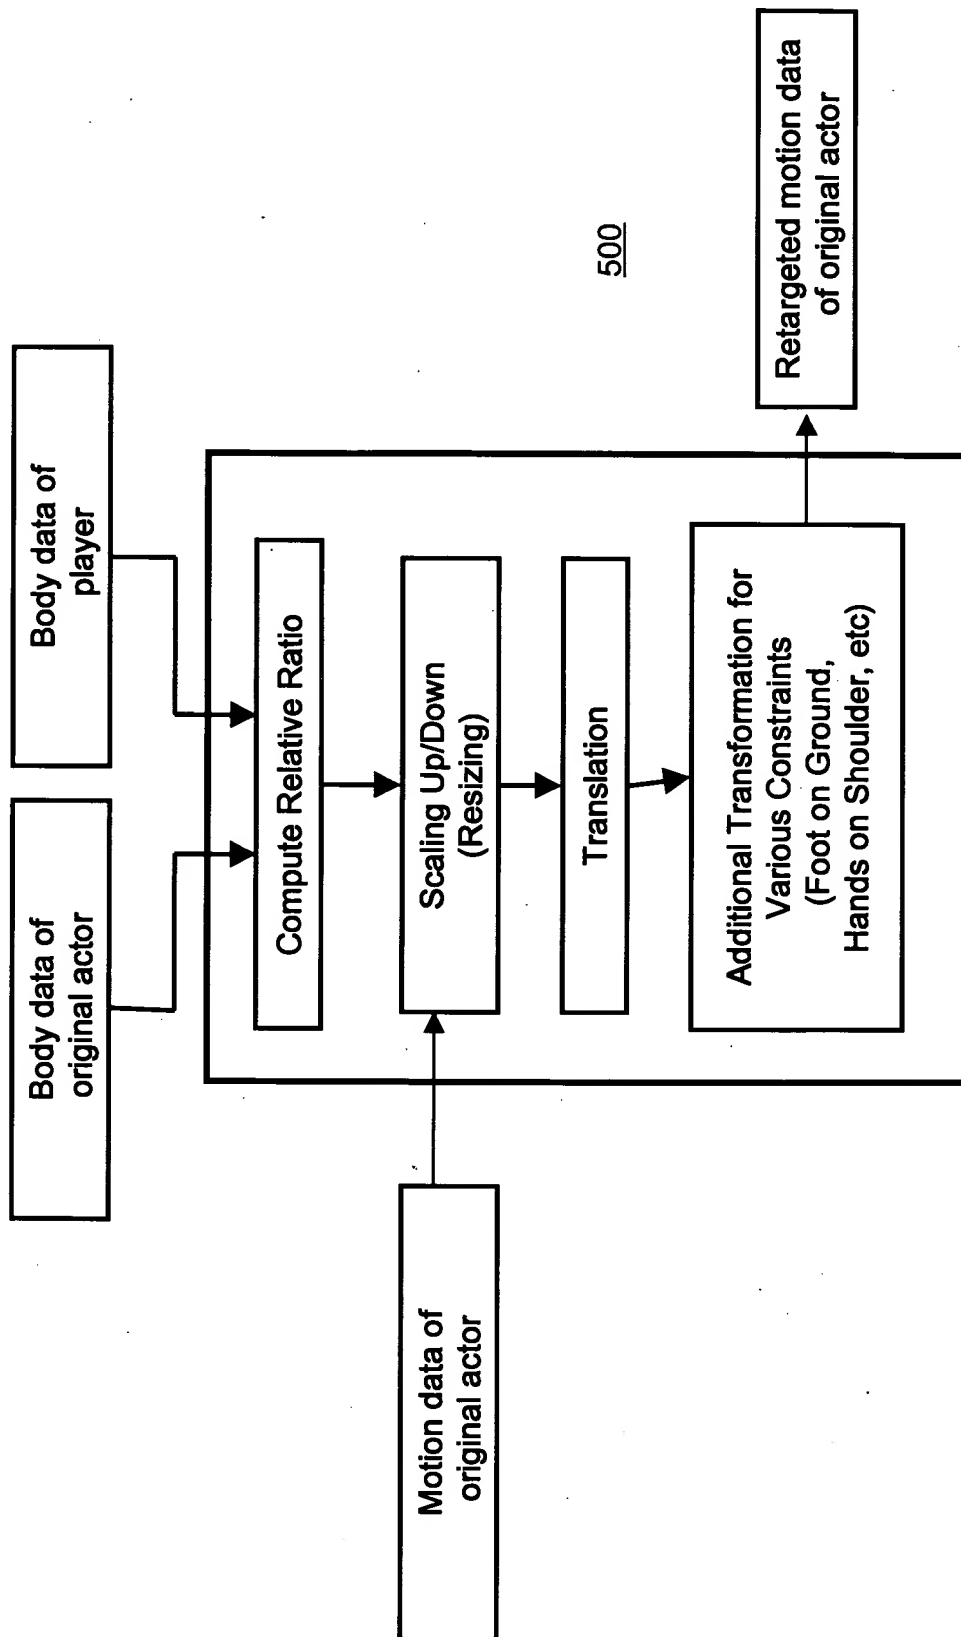 Body data of
original actor
Body data of
player
Compute Relative Ratio
Motion data of
original actor
Scaling Up/Down
(Resizing)
Translation
500
Additional Transformation for
Various Constraints
(Foot on Ground,
Hands on Shoulder, etc)
Retargeted motion data
of original actor